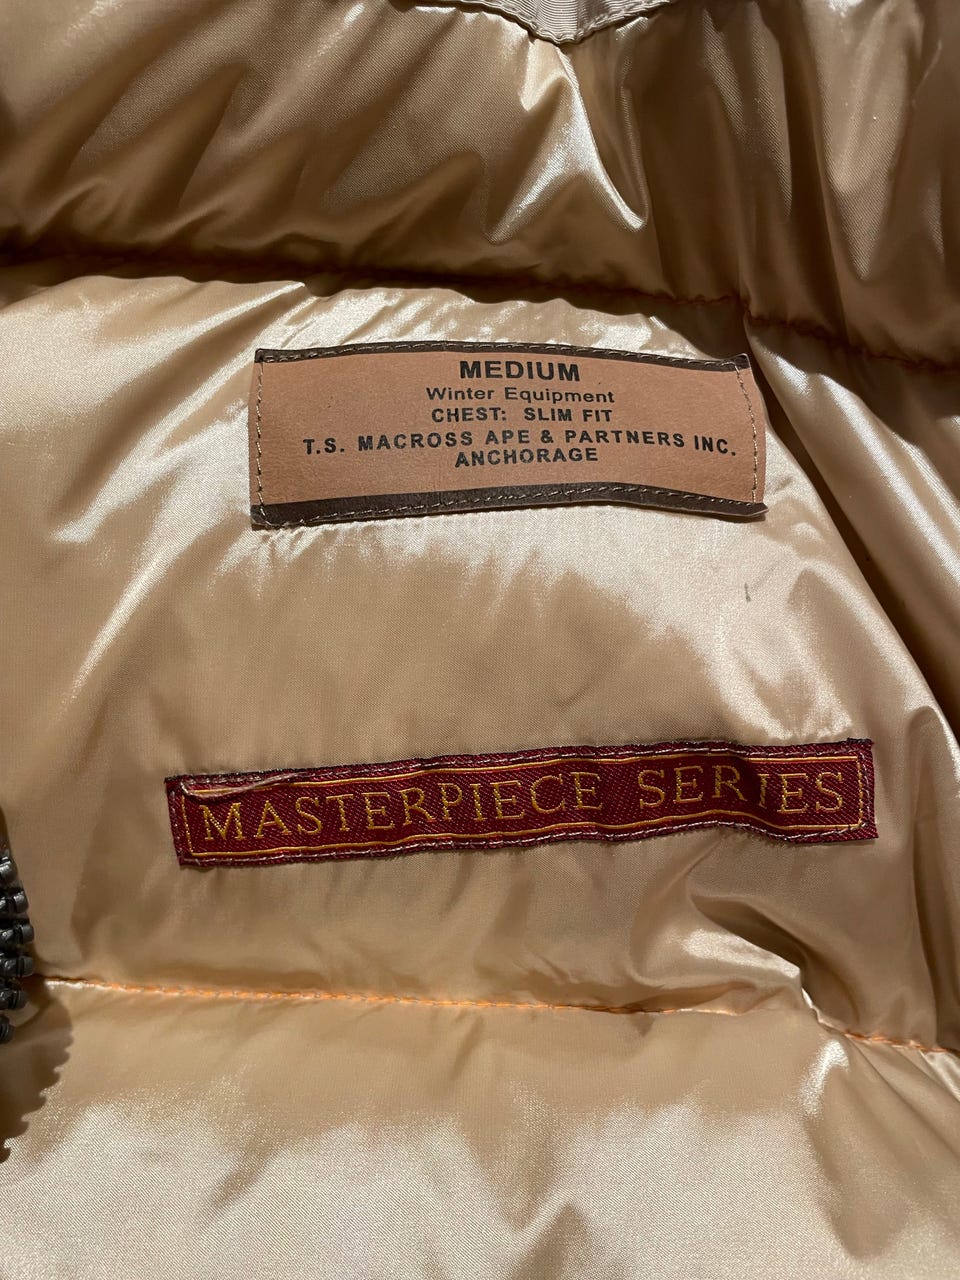 MEDIUM
Winter Equipment
CHEST: SLIM FIT
T.S. MACROSS APE & PARTNERS INC.
ANCHORAGE
MASTERPIECE SERIES